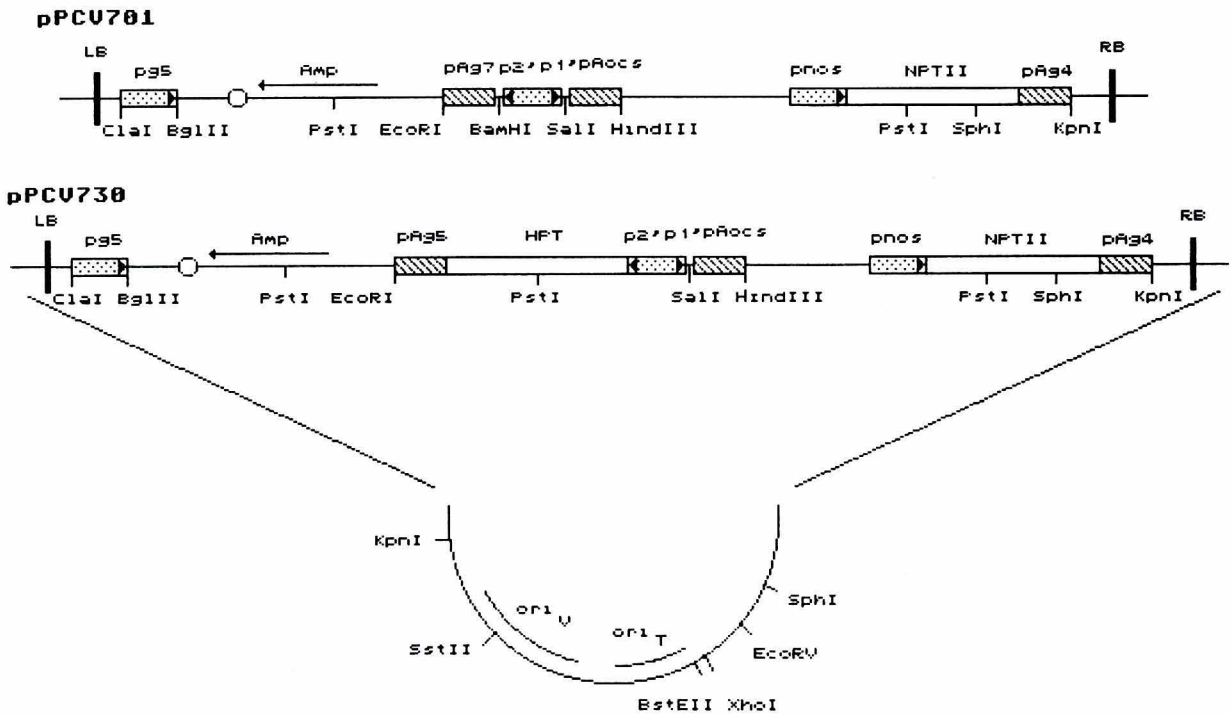 pPCV701
LB RB
pg5 Amp pAg7 p2' p1' pAocs pnos NPTII pAg4
ClaI BglII PstI EcoRI BamHI SalI HindIII PstI SphI KpnI
pPCV730
LB RB
pg5 Amp pAg5 HPT p2' p1' pAocs pnos NPTII pAg4
ClaI BglII PstI EcoRI PstI SalI HindIII PstI SphI KpnI
KpnI
SphI
oriV
oriT
SstII
EcoRV
BstEII XhoI